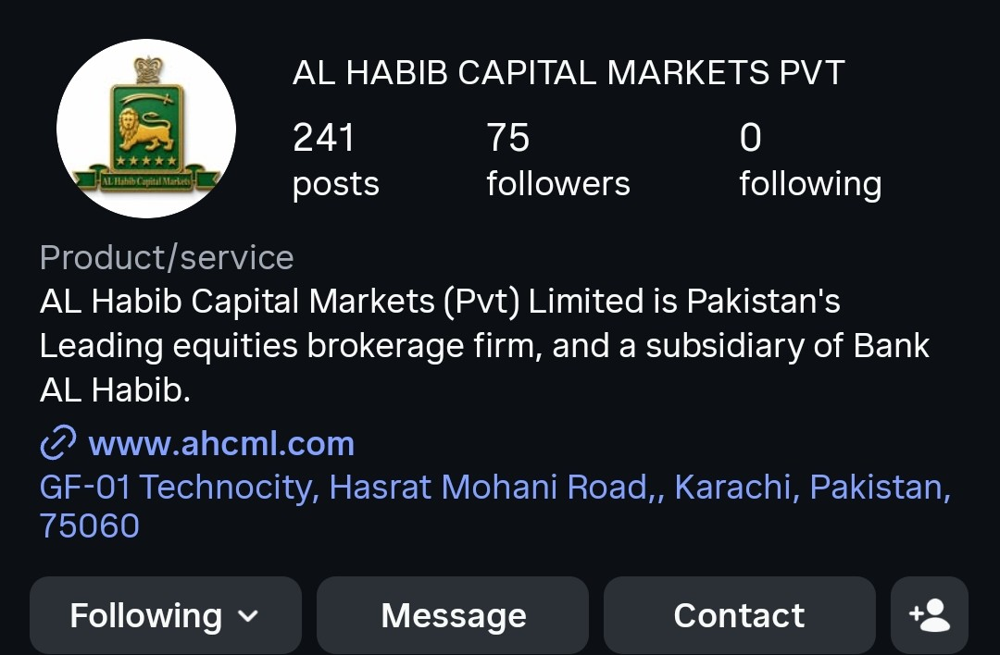 AL Habib Capital Markets
AL HABIB CAPITAL MARKETS PVT
241
posts
75
followers
0
following
Product/service
AL Habib Capital Markets (Pvt) Limited is Pakistan's
Leading equities brokerage firm, and a subsidiary of Bank
AL Habib.
www.ahcml.com
GF-01 Technocity, Hasrat Mohani Road,, Karachi, Pakistan,
75060
Following
Message
Contact